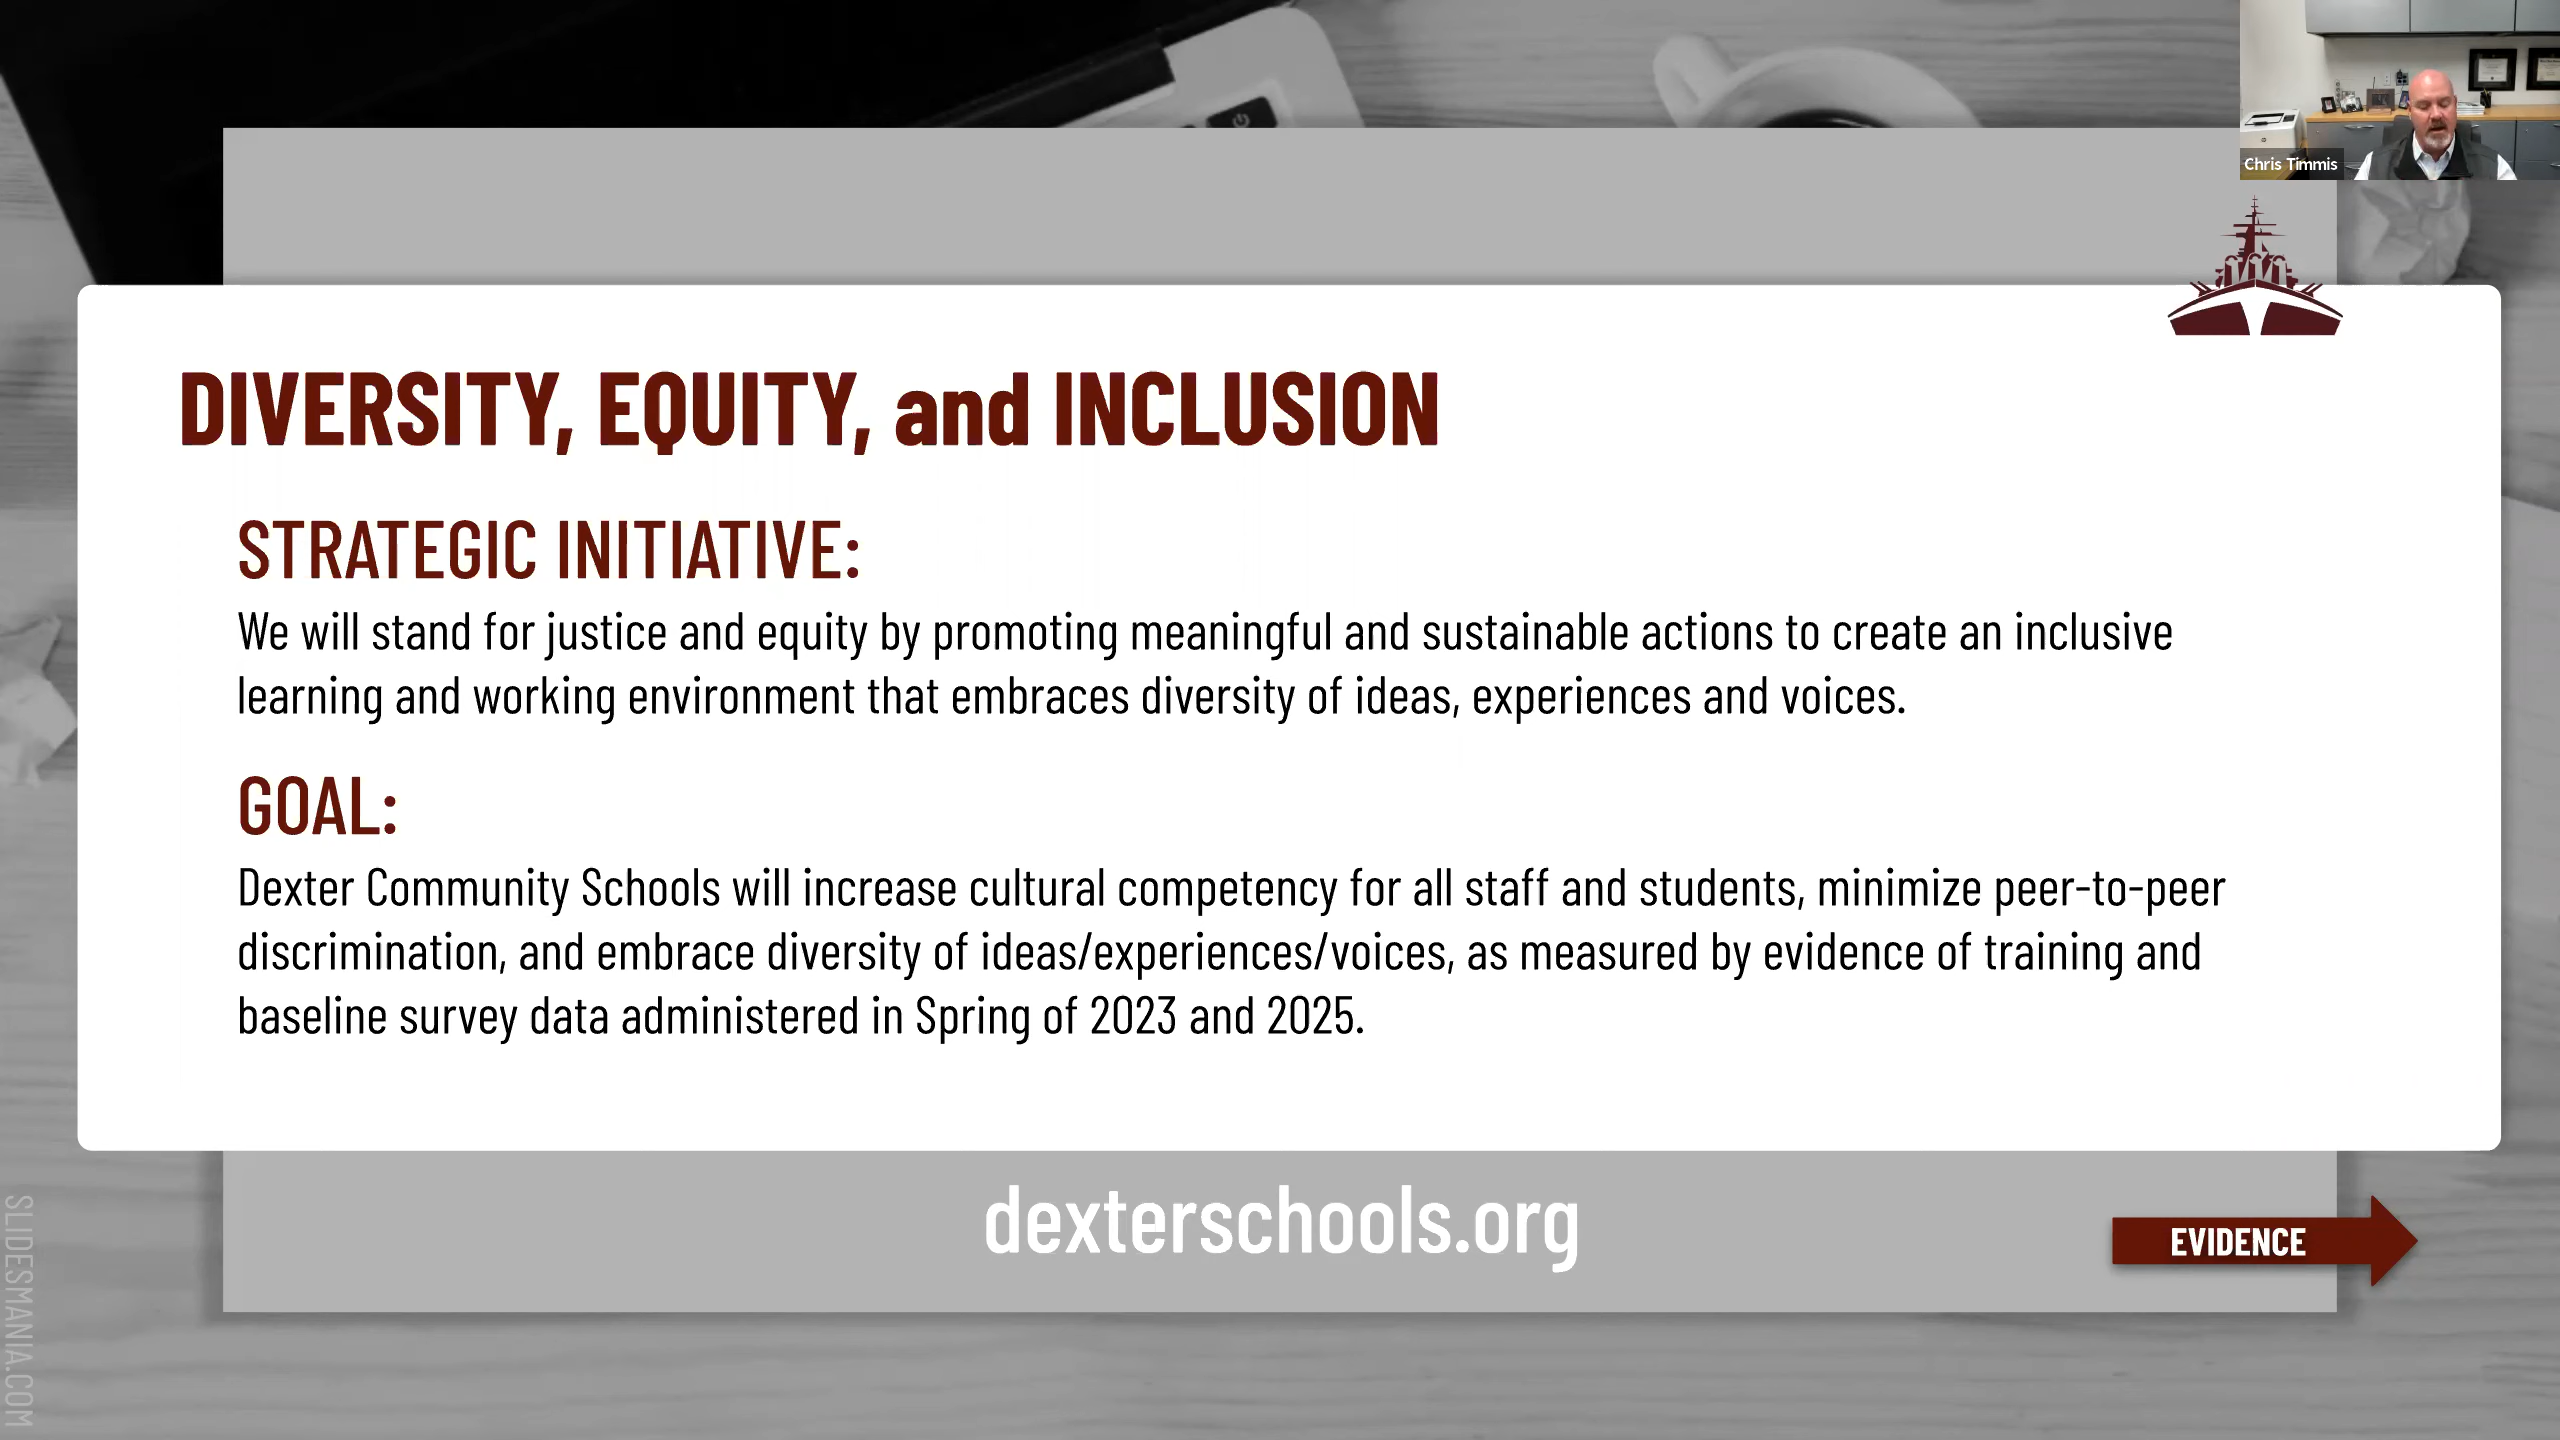 Chris Timmis
DIVERSITY, EQUITY, and INCLUSION
STRATEGIC INITIATIVE:
We will stand for justice and equity by promoting meaningful and sustainable actions to create an inclusive
learning and working environment that embraces diversity of ideas, experiences and voices.
GOAL:
Dexter Community Schools will increase cultural competency for all staff and students, minimize peer-to-peer
discrimination, and embrace diversity of ideas/experiences/voices, as measured by evidence of training and
baseline survey data administered in Spring of 2023 and 2025.
dexterschools.org
EVIDENCE
SLIDESMANIA.COM